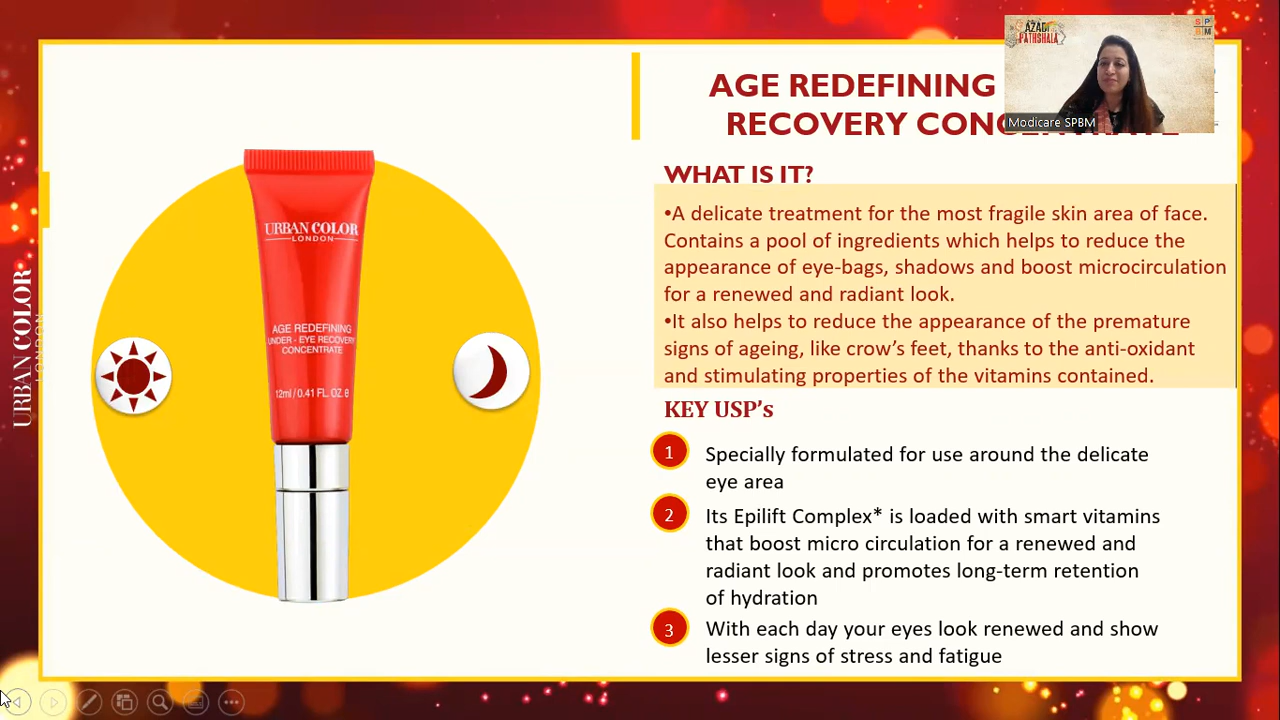 AZADI
PATHSHALA
S P
B M
Modicare SPBM
AGE REDEFINING
RECOVERY CONCENTRATE
WHAT IS IT?
•A delicate treatment for the most fragile skin area of face.
Contains a pool of ingredients which helps to reduce the
appearance of eye-bags, shadows and boost microcirculation
for a renewed and radiant look.
•It also helps to reduce the appearance of the premature
signs of ageing, like crow’s feet, thanks to the anti-oxidant
and stimulating properties of the vitamins contained.
KEY USP’s
1
Specially formulated for use around the delicate
eye area
2
Its Epilift Complex* is loaded with smart vitamins
that boost micro circulation for a renewed and
radiant look and promotes long-term retention
of hydration
3
With each day your eyes look renewed and show
lesser signs of stress and fatigue
URBAN COLOR
LONDON
AGE REDEFINING
UNDER - EYE RECOVERY
CONCENTRATE
12ml / 0.41 FL. OZ. e
URBAN COLOR
LONDON